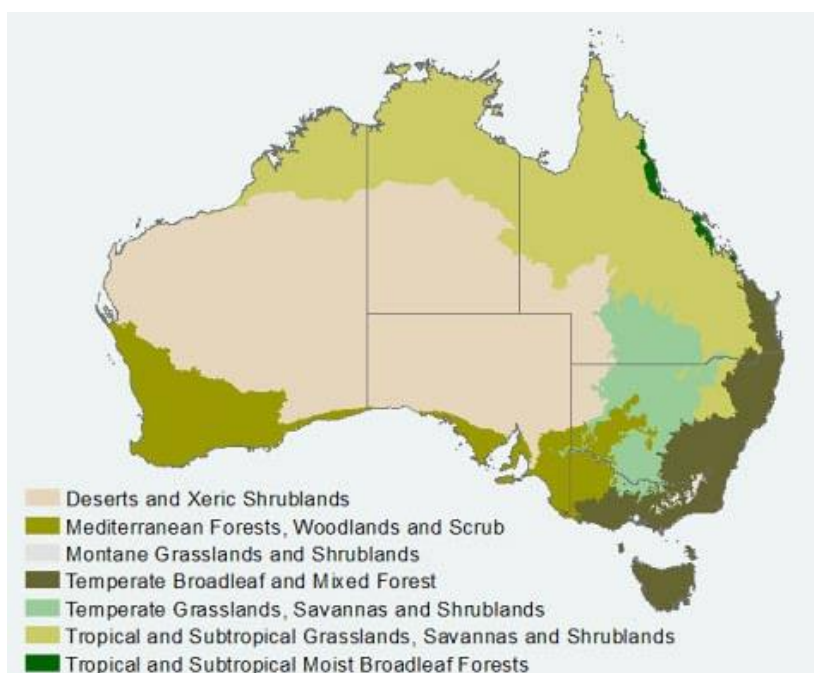 Deserts and Xeric Shrublands
Mediterranean Forests, Woodlands and Scrub
Montane Grasslands and Shrublands
Temperate Broadleaf and Mixed Forest
Temperate Grasslands, Savannas and Shrublands
Tropical and Subtropical Grasslands, Savannas and Shrublands
Tropical and Subtropical Moist Broadleaf Forests